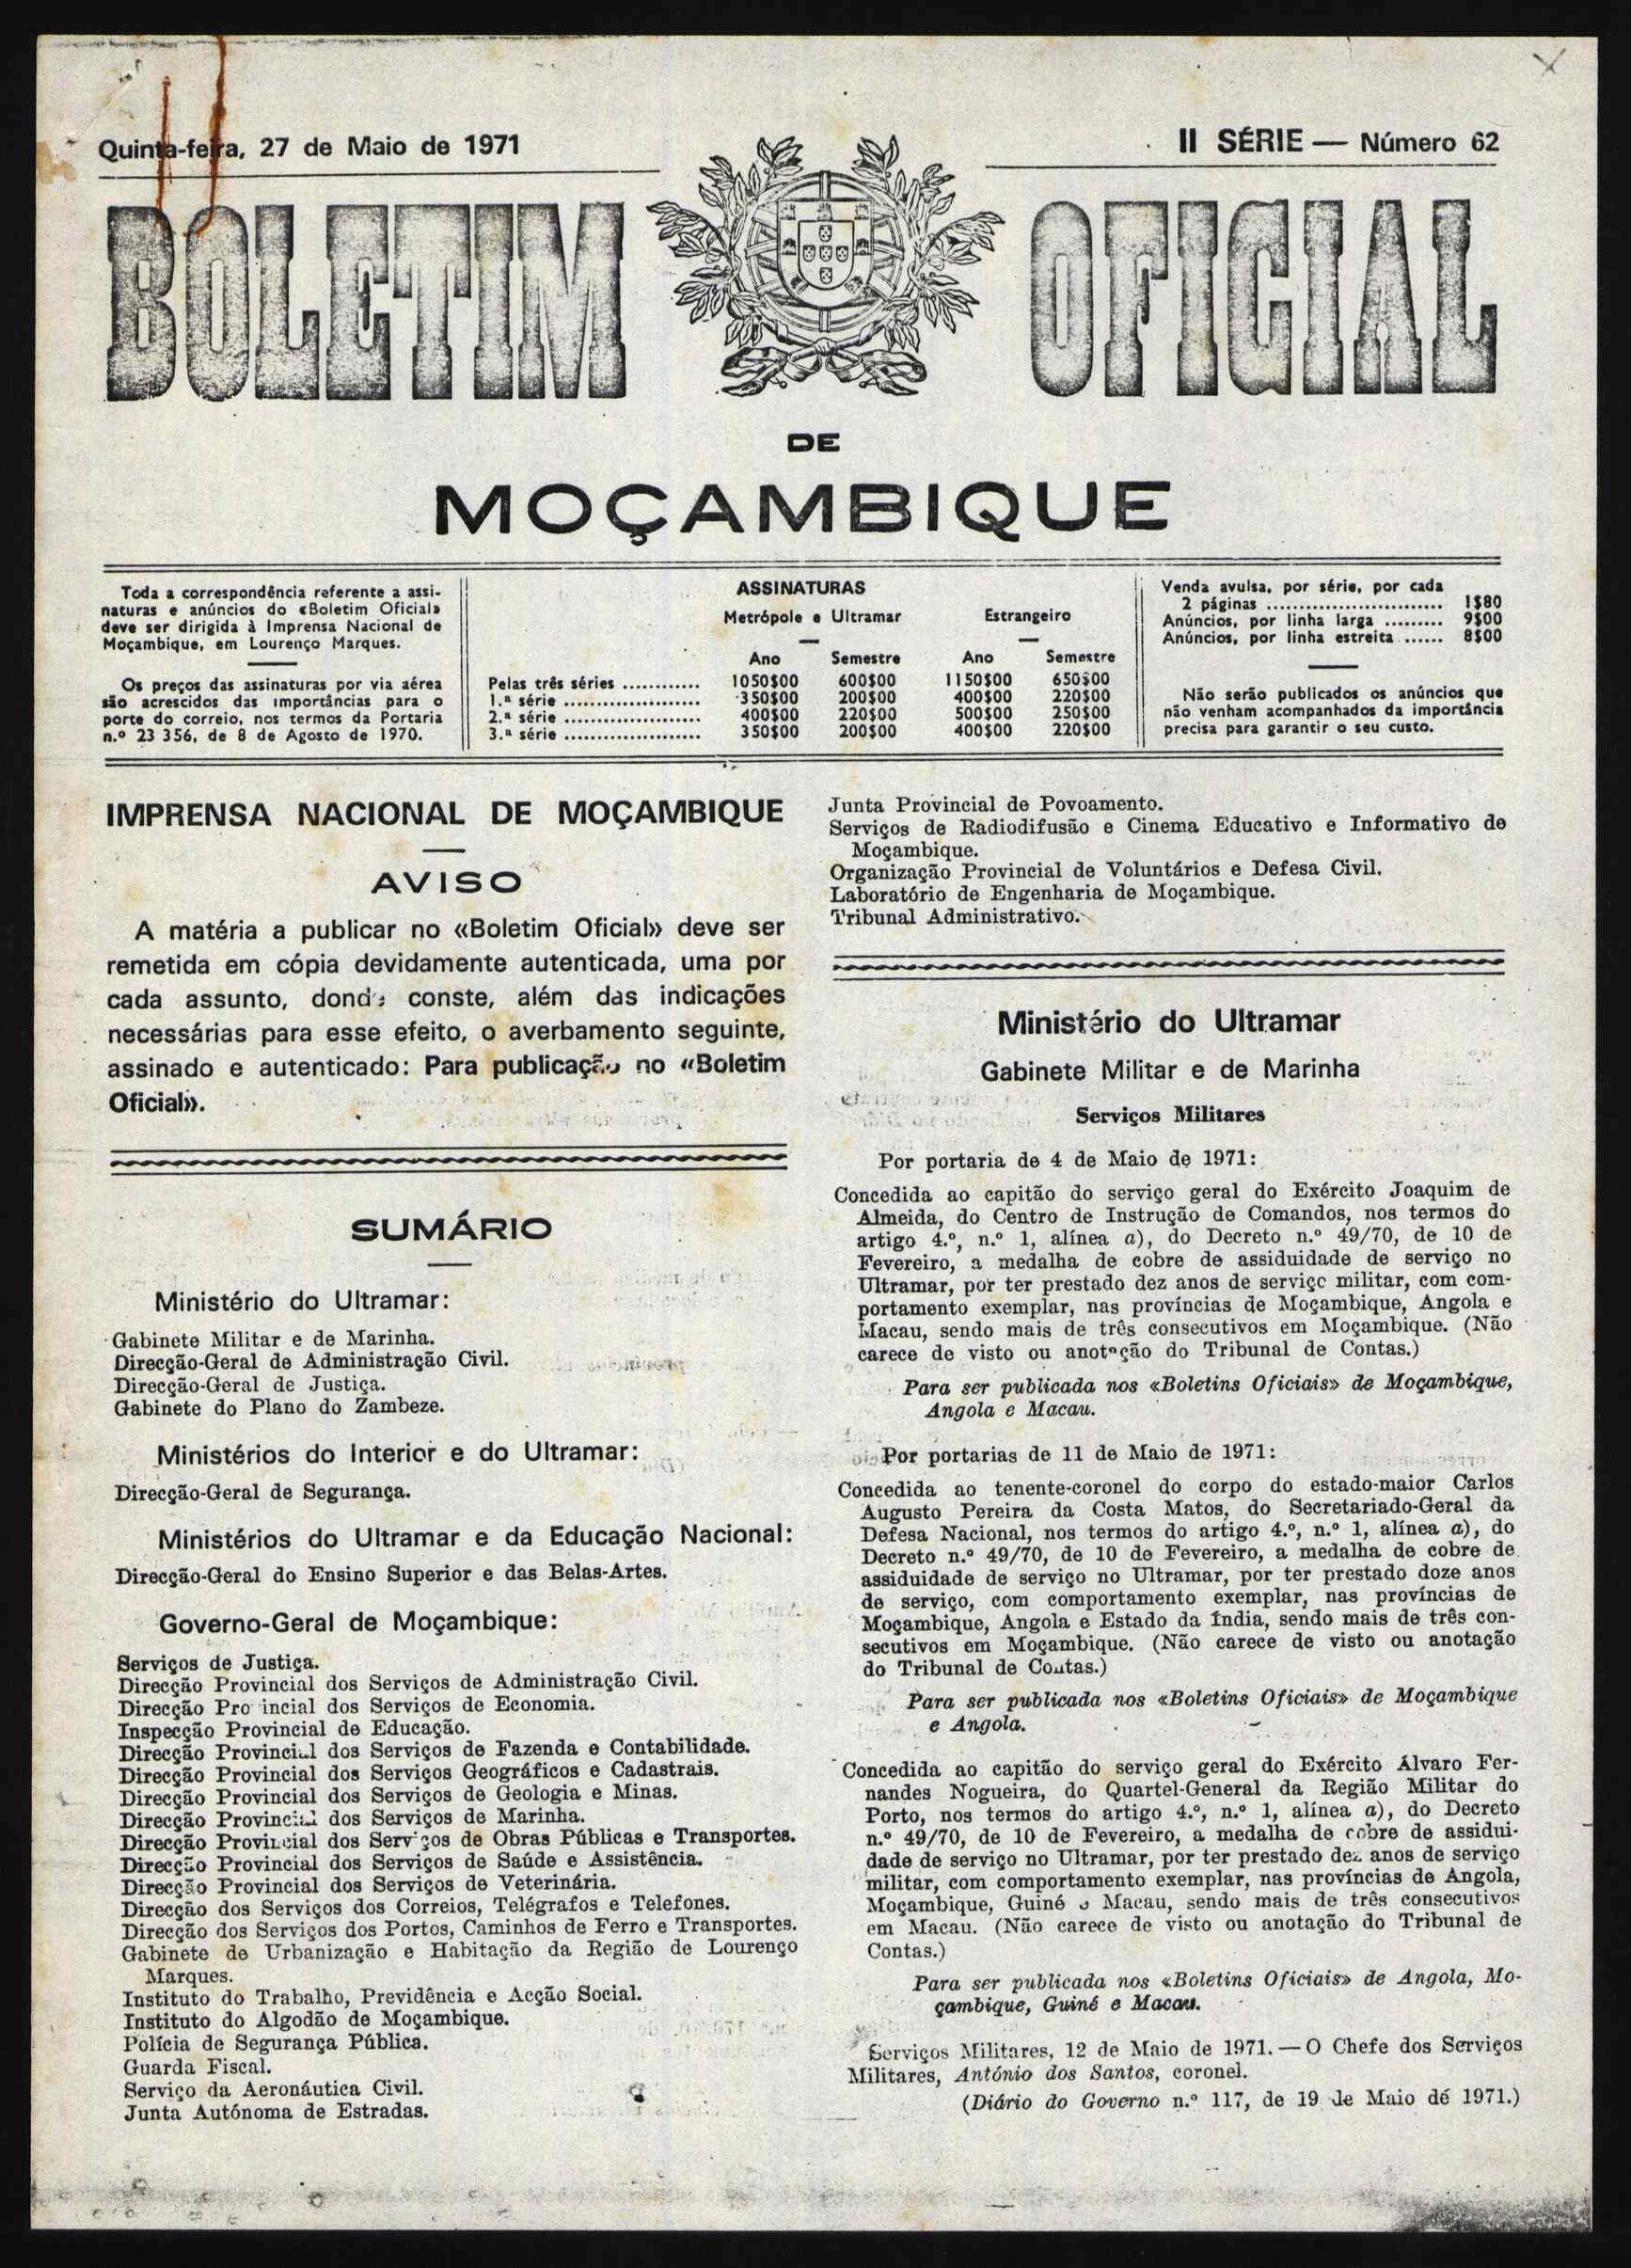 Quinta-feira, 27 de Maio de 1971
II SÉRIE — Número 62
BOLETIM OFICIAL
DE
MOÇAMBIQUE
Toda a correspondência referente a assi-
naturas e anúncios do «Boletim Oficial»
deve ser dirigida à Imprensa Nacional de
Moçambique, em Lourenço Marques.
Os preços das assinaturas por via aérea
são acrescidos das importâncias para o
porte do correio, nos termos da Portaria
n.º 23 356, de 8 de Agosto de 1970.
ASSINATURAS
Metrópole e Ultramar Estrangeiro
Ano Semestre Ano Semestre
Pelas três séries ............ 1050$00 600$00 1150$00 650$00
1.ª série ..................... 350$00 200$00 400$00 220$00
2.ª série ..................... 400$00 220$00 500$00 250$00
3.ª série ..................... 350$00 200$00 400$00 220$00
Venda avulsa, por série, por cada
2 páginas ........................... 1$80
Anúncios, por linha larga ......... 9$00
Anúncios, por linha estreita ...... 8$00
Não serão publicados os anúncios que
não venham acompanhados da importância
precisa para garantir o seu custo.
IMPRENSA NACIONAL DE MOÇAMBIQUE
AVISO
A matéria a publicar no «Boletim Oficial» deve ser
remetida em cópia devidamente autenticada, uma por
cada assunto, donde conste, além das indicações
necessárias para esse efeito, o averbamento seguinte,
assinado e autenticado: Para publicação no «Boletim
Oficial».
SUMÁRIO
Ministério do Ultramar:
Gabinete Militar e de Marinha.
Direcção-Geral de Administração Civil.
Direcção-Geral de Justiça.
Gabinete do Plano do Zambeze.
Ministérios do Interior e do Ultramar:
Direcção-Geral de Segurança.
Ministérios do Ultramar e da Educação Nacional:
Direcção-Geral do Ensino Superior e das Belas-Artes.
Governo-Geral de Moçambique:
Serviços de Justiça.
Direcção Provincial dos Serviços de Administração Civil.
Direcção Provincial dos Serviços de Economia.
Inspecção Provincial de Educação.
Direcção Provincial dos Serviços de Fazenda e Contabilidade.
Direcção Provincial dos Serviços Geográficos e Cadastrais.
Direcção Provincial dos Serviços de Geologia e Minas.
Direcção Provincial dos Serviços de Marinha.
Direcção Provincial dos Serviços de Obras Públicas e Transportes.
Direcção Provincial dos Serviços de Saúde e Assistência.
Direcção Provincial dos Serviços de Veterinária.
Direcção dos Serviços dos Correios, Telégrafos e Telefones.
Direcção dos Serviços dos Portos, Caminhos de Ferro e Transportes.
Gabinete de Urbanização e Habitação da Região de Lourenço
Marques.
Instituto do Trabalho, Previdência e Acção Social.
Instituto do Algodão de Moçambique.
Polícia de Segurança Pública.
Guarda Fiscal.
Serviço da Aeronáutica Civil.
Junta Autónoma de Estradas.
Junta Provincial de Povoamento.
Serviços de Radiodifusão e Cinema Educativo e Informativo de
Moçambique.
Organização Provincial de Voluntários e Defesa Civil.
Laboratório de Engenharia de Moçambique.
Tribunal Administrativo.
Ministério do Ultramar
Gabinete Militar e de Marinha
Serviços Militares
Por portaria de 4 de Maio de 1971:
Concedida ao capitão do serviço geral do Exército Joaquim de
Almeida, do Centro de Instrução de Comandos, nos termos do
artigo 4.º, n.º 1, alínea a), do Decreto n.º 49/70, de 10 de
Fevereiro, a medalha de cobre de assiduidade de serviço no
Ultramar, por ter prestado dez anos de serviço militar, com com-
portamento exemplar, nas províncias de Moçambique, Angola e
Macau, sendo mais de três consecutivos em Moçambique. (Não
carece de visto ou anotação do Tribunal de Contas.)
Para ser publicada nos «Boletins Oficiais» de Moçambique,
Angola e Macau.
Por portarias de 11 de Maio de 1971:
Concedida ao tenente-coronel do corpo do estado-maior Carlos
Augusto Pereira da Costa Matos, do Secretariado-Geral da
Defesa Nacional, nos termos do artigo 4.º, n.º 1, alínea a), do
Decreto n.º 49/70, de 10 de Fevereiro, a medalha de cobre de
assiduidade de serviço no Ultramar, por ter prestado doze anos
de serviço, com comportamento exemplar, nas províncias de
Moçambique, Angola e Estado da Índia, sendo mais de três con-
secutivos em Moçambique. (Não carece de visto ou anotação
do Tribunal de Contas.)
Para ser publicada nos «Boletins Oficiais» de Moçambique
e Angola.
Concedida ao capitão do serviço geral do Exército Álvaro Fer-
nandes Nogueira, do Quartel-General da Região Militar do
Porto, nos termos do artigo 4.º, n.º 1, alínea a), do Decreto
n.º 49/70, de 10 de Fevereiro, a medalha de cobre de assidui-
dade de serviço no Ultramar, por ter prestado dez anos de serviço
militar, com comportamento exemplar, nas províncias de Angola,
Moçambique, Guiné e Macau, sendo mais de três consecutivos
em Macau. (Não carece de visto ou anotação do Tribunal de
Contas.)
Para ser publicada nos «Boletins Oficiais» de Angola, Mo-
çambique, Guiné e Macau.
Serviços Militares, 12 de Maio de 1971. — O Chefe dos Serviços
Militares, António dos Santos, coronel.
(Diário do Governo n.º 117, de 19 de Maio dé 1971.)